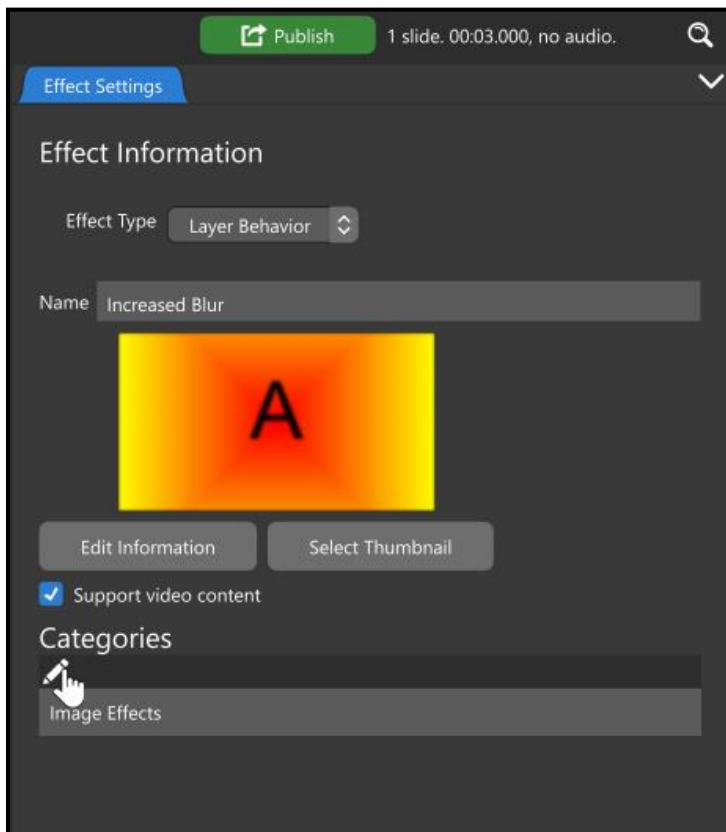 Publish 1 slide. 00:03.000, no audio.
Effect Settings
Effect Information
Effect Type Layer Behavior
Name Increased Blur
A
Edit Information Select Thumbnail
Support video content
Categories
Image Effects